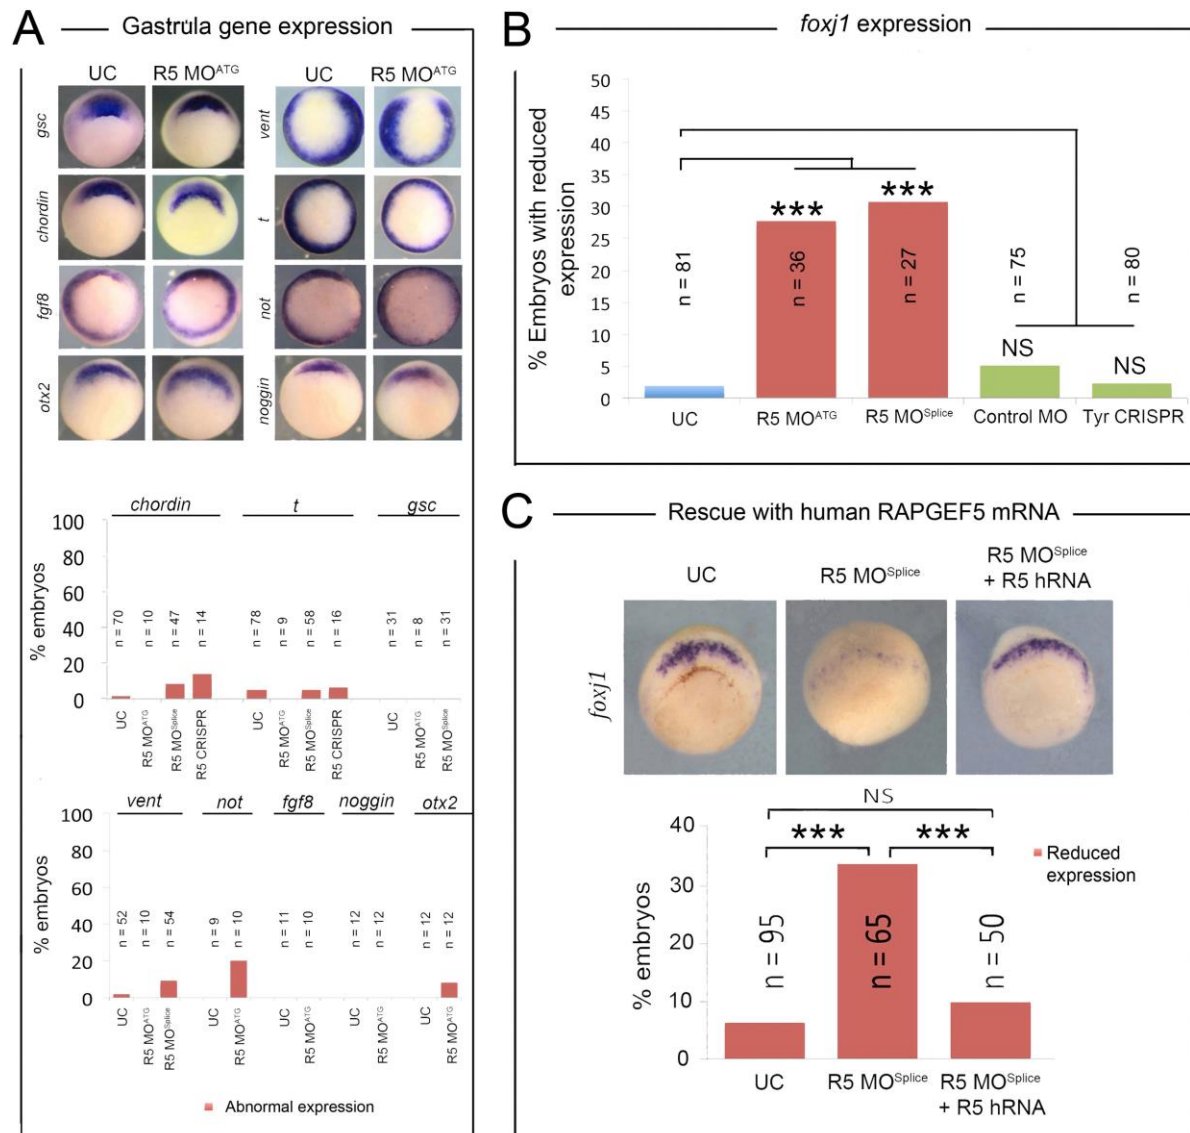 A
Gastrula gene expression
UC
R5 MOATG
UC
R5 MOATG
gsc
vent
chordin
t
fgf8
not
otx2
noggin
chordin
t
gsc
% embryos
100
80
60
40
20
0
n = 70
n = 10
n = 47
n = 14
n = 78
n = 9
n = 58
n = 16
n = 31
n = 8
n = 31
UC
R5 MOATG
R5 MOSplice
R5 CRISPR
UC
R5 MOATG
R5 MOSplice
R5 CRISPR
UC
R5 MOATG
R5 MOSplice
vent
not
fgf8
noggin
otx2
% embryos
100
80
60
40
20
0
n = 52
n = 10
n = 54
n = 9
n = 10
n = 11
n = 10
n = 12
n = 12
n = 12
n = 12
UC
R5 MOATG
R5 MOSplice
UC
R5 MOATG
UC
R5 MOATG
UC
R5 MOATG
UC
R5 MOATG
Abnormal expression
B
foxj1 expression
% Embryos with reduced
expression
50
45
40
35
30
25
20
15
10
5
0
n = 81
***
n = 36
***
n = 27
n = 75
NS
n = 80
NS
UC
R5 MOATG
R5 MOSplice
Control MO
Tyr CRISPR
C
Rescue with human RAPGEF5 mRNA
UC
R5 MOSplice
R5 MOSplice
+ R5 hRNA
foxj1
NS
***
***
Reduced
expression
% embryos
40
30
20
10
0
n = 95
n = 65
n = 50
UC
R5 MOSplice
R5 MOSplice
+ R5 hRNA